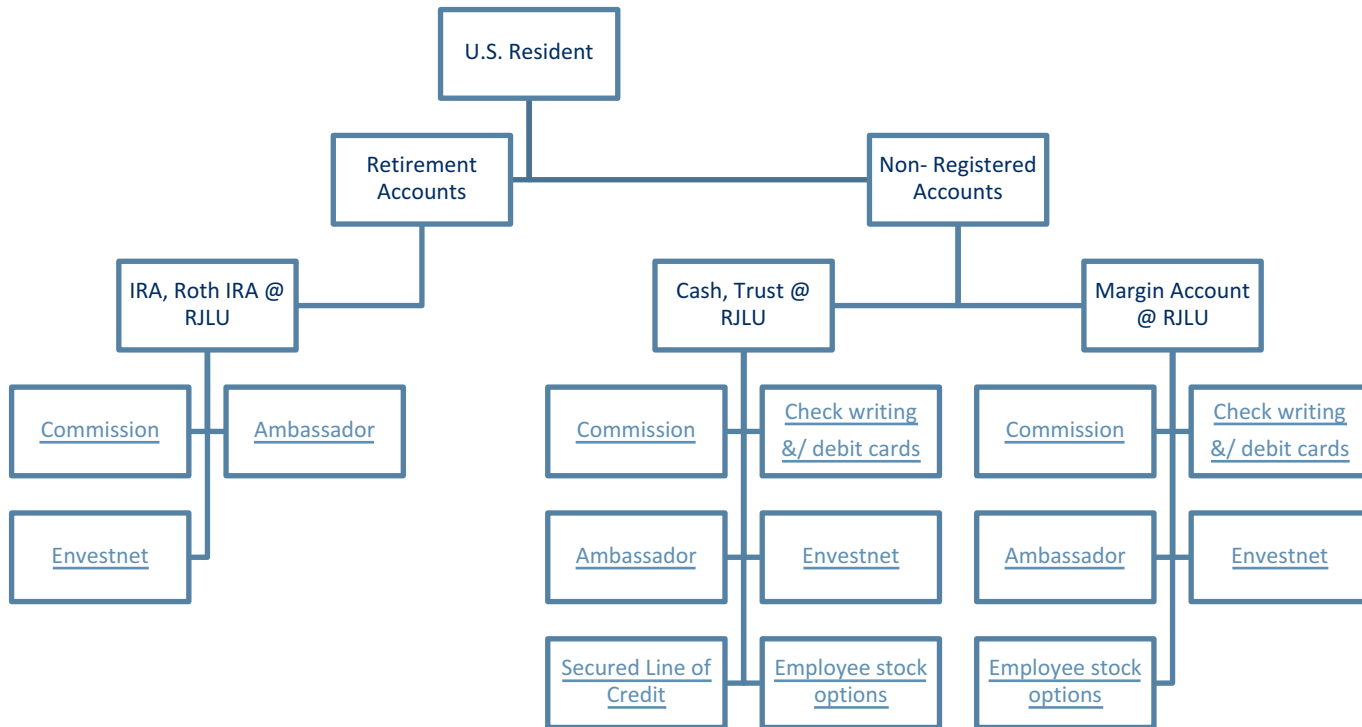 U.S. Resident
Retirement
Accounts
Non- Registered
Accounts
IRA, Roth IRA @
RJLU
Cash, Trust @
RJLU
Margin Account
@ RJLU
Commission
Ambassador
Envestnet
Commission
Check writing
&/ debit cards
Ambassador
Envestnet
Secured Line of
Credit
Employee stock
options
Commission
Check writing
&/ debit cards
Ambassador
Envestnet
Employee stock
options